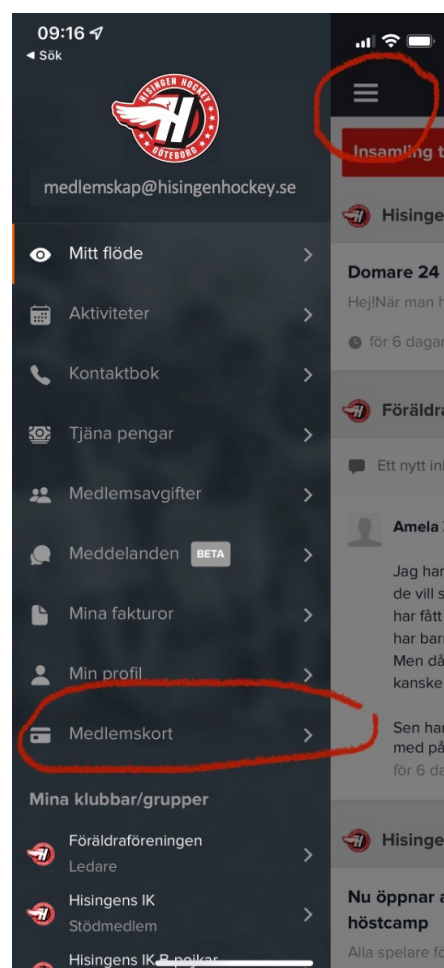 09:16
◀ Sök
HISINGEN HOCKEY
GÖTEBORG
medlemskap@hisingenhockey.se
Mitt flöde
Aktiviteter
Kontaktbok
Tjäna pengar
Medlemsavgifter
Meddelanden BETA
Mina fakturor
Min profil
Medlemskort
Mina klubbar/grupper
Föräldraföreningen
Ledare
Hisingens IK
Stödmedlem
Hisingens IK B-pojkar
Insamling t
Hisinge
Domare 24
Hej!När man h
för 6 dagar
Föräldra
Ett nytt in
Amela
Jag har
de vill s
har fått
har bar
Men då
kanske
Sen har
med på
för 6 da
Hisinge
Nu öppnar a
höstcamp
Alla spelare fö